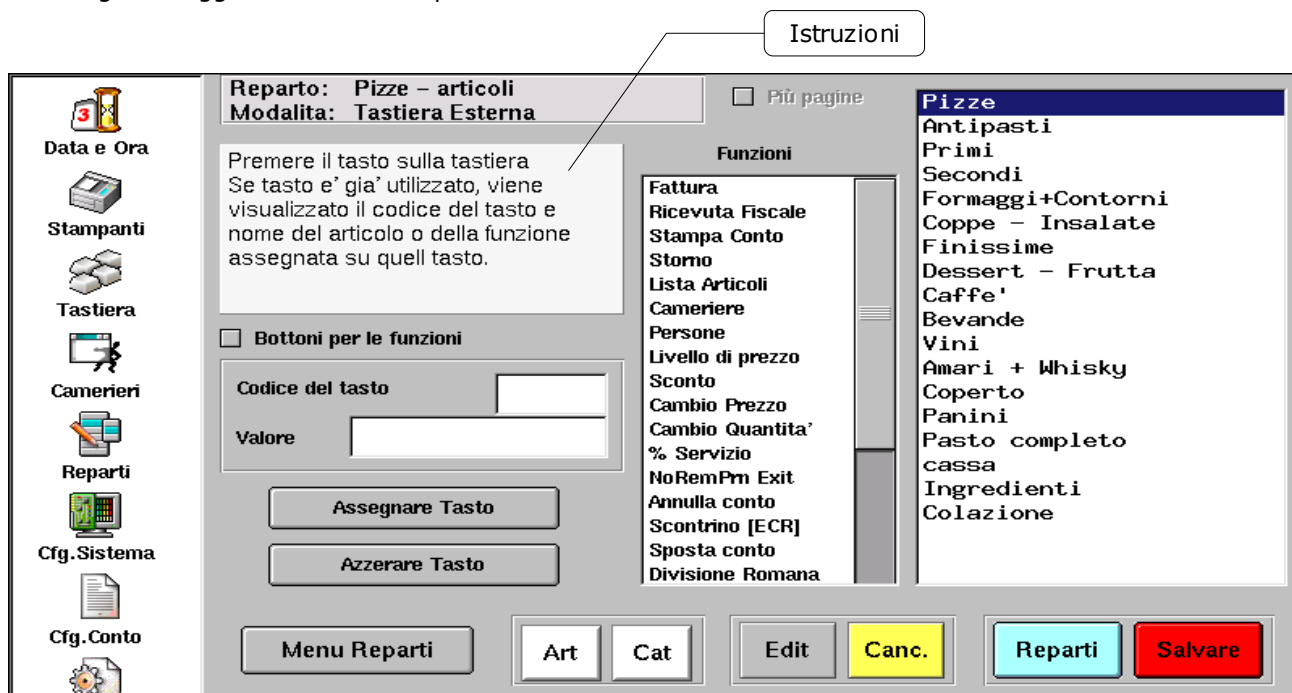 Istruzioni
Data e Ora
Stampanti
Tastiera
Camerieri
Reparti
Cfg.Sistema
Cfg.Conto
Reparto: Pizze – articoli
Modalita: Tastiera Esterna
Più pagine
Premere il tasto sulla tastiera
Se tasto e' gia' utilizzato, viene
visualizzato il codice del tasto e
nome del articolo o della funzione
assegnata su quell tasto.
Bottoni per le funzioni
Codice del tasto
Valore
Assegnare Tasto
Azzerare Tasto
Funzioni
Fattura
Ricevuta Fiscale
Stampa Conto
Storno
Lista Articoli
Cameriere
Persone
Livello di prezzo
Sconto
Cambio Prezzo
Cambio Quantita'
% Servizio
NoRemPrn Exit
Annulla conto
Scontrino [ECR]
Sposta conto
Divisione Romana
Pizze
Antipasti
Primi
Secondi
Formaggi+Contorni
Coppe – Insalate
Finissime
Dessert – Frutta
Caffe'
Bevande
Vini
Amari + Whisky
Coperto
Panini
Pasto completo
cassa
Ingredienti
Colazione
Menu Reparti
Art
Cat
Edit
Canc.
Reparti
Salvare